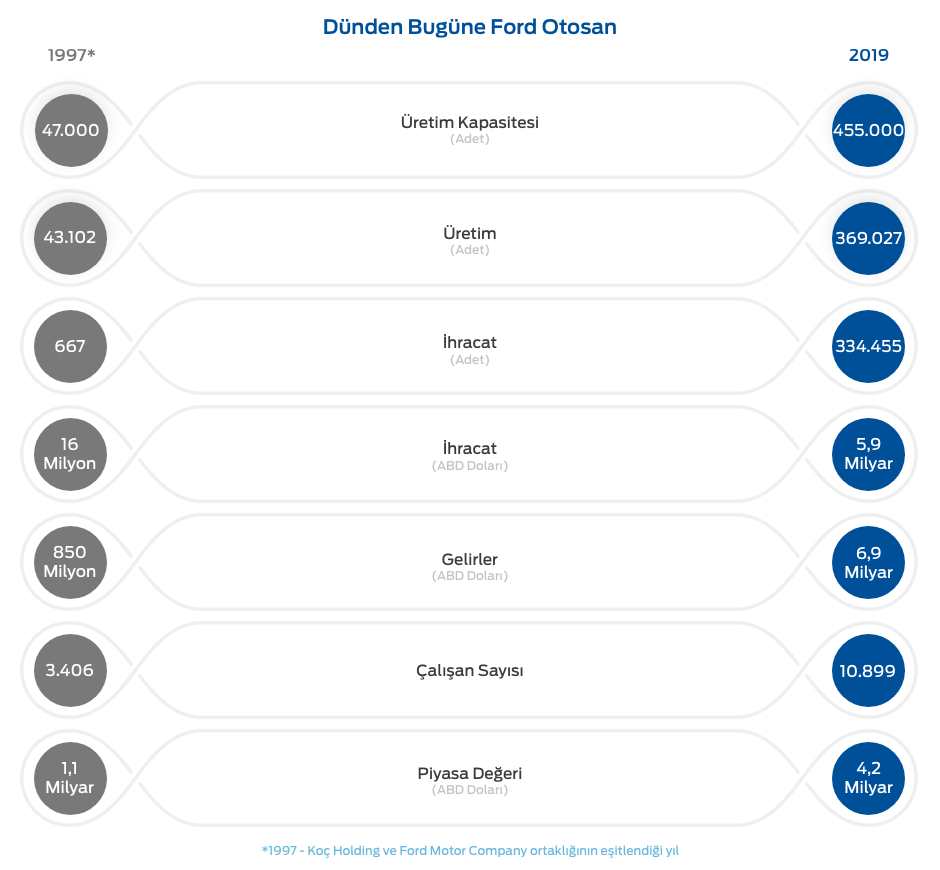 Dünden Bugüne Ford Otosan
1997*
2019
47.000
Üretim Kapasitesi
(Adet)
455.000
43.102
Üretim
(Adet)
369.027
667
İhracat
(Adet)
334.455
16
Milyon
İhracat
(ABD Doları)
5,9
Milyar
850
Milyon
Gelirler
(ABD Doları)
6,9
Milyar
3.406
Çalışan Sayısı
10.899
1,1
Milyar
Piyasa Değeri
(ABD Doları)
4,2
Milyar
*1997 - Koç Holding ve Ford Motor Company ortaklığının eşitlendiği yıl